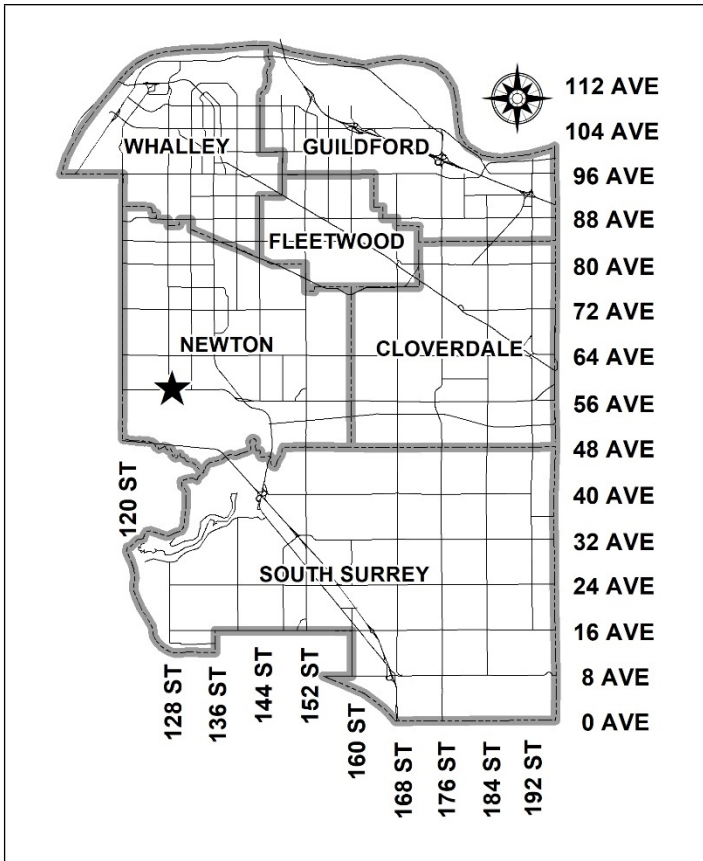 112 AVE
104 AVE
WHALLEY GUILDFORD
96 AVE
88 AVE
FLEETWOOD
80 AVE
72 AVE
NEWTON CLOVERDALE
64 AVE
56 AVE
48 AVE
120 ST
40 AVE
32 AVE
SOUTH SURREY
24 AVE
16 AVE
8 AVE
0 AVE
128 ST
136 ST
144 ST
152 ST
160 ST
168 ST
176 ST
184 ST
192 ST